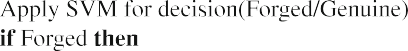 Apply SVM for decision(Forged/Genuine)
if Forged then